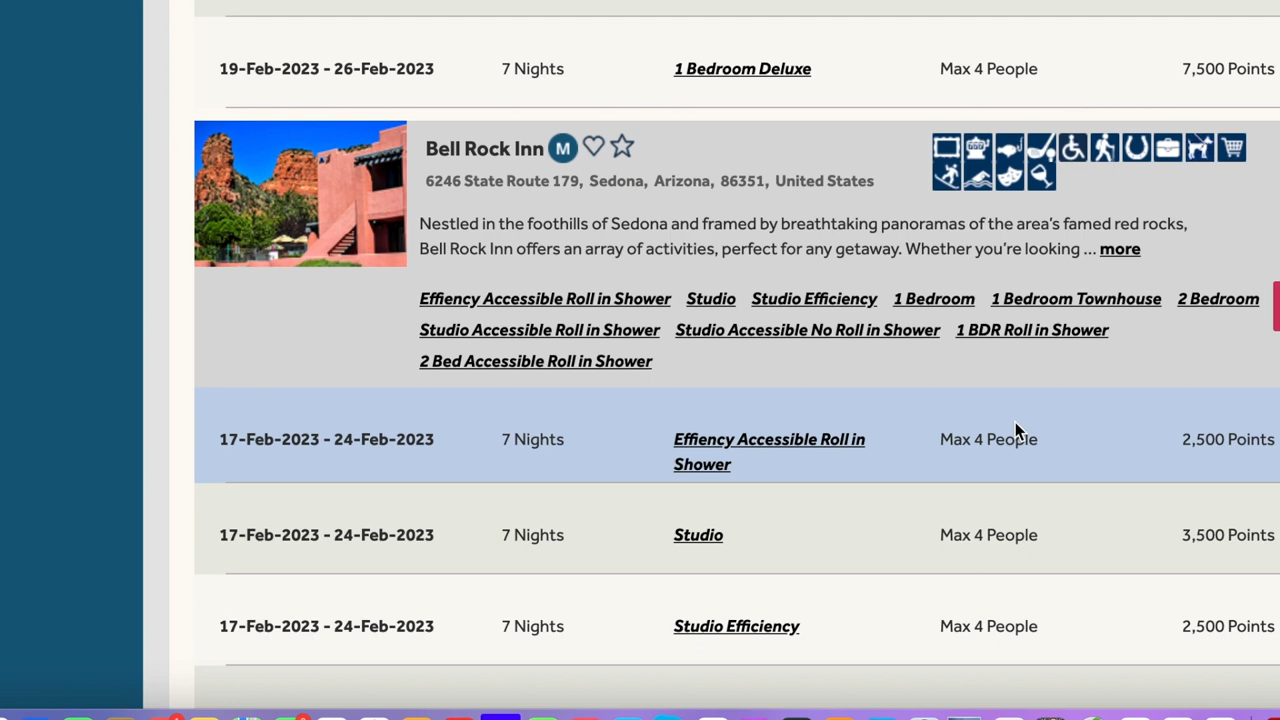 19-Feb-2023 - 26-Feb-2023 7 Nights 1 Bedroom Deluxe Max 4 People 7,500 Points
Bell Rock Inn M
6246 State Route 179, Sedona, Arizona, 86351, United States
Nestled in the foothills of Sedona and framed by breathtaking panoramas of the area's famed red rocks,
Bell Rock Inn offers an array of activities, perfect for any getaway. Whether you're looking ... more
Effiency Accessible Roll in Shower Studio Studio Efficiency 1 Bedroom 1 Bedroom Townhouse 2 Bedroom
Studio Accessible Roll in Shower Studio Accessible No Roll in Shower 1 BDR Roll in Shower
2 Bed Accessible Roll in Shower
17-Feb-2023 - 24-Feb-2023 7 Nights Effiency Accessible Roll in Max 4 People 2,500 Points
Shower
17-Feb-2023 - 24-Feb-2023 7 Nights Studio Max 4 People 3,500 Points
17-Feb-2023 - 24-Feb-2023 7 Nights Studio Efficiency Max 4 People 2,500 Points